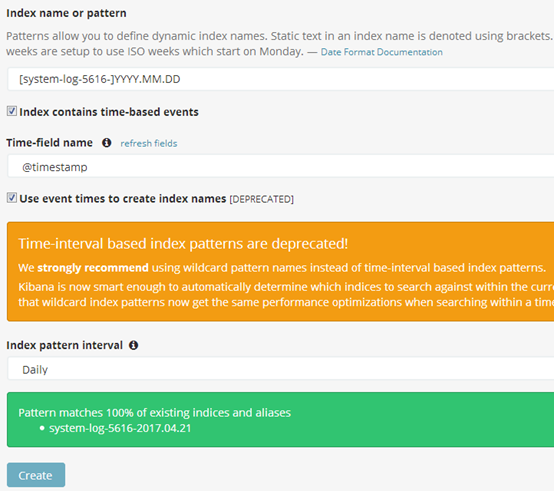 Index name or pattern
Patterns allow you to define dynamic index names. Static text in an index name is denoted using brackets.
weeks are setup to use ISO weeks which start on Monday. — Date Format Documentation
[system-log-5616-]YYYY.MM.DD
Index contains time-based events
Time-field name refresh fields
@timestamp
Use event times to create index names [DEPRECATED]
Time-interval based index patterns are deprecated!
We strongly recommend using wildcard pattern names instead of time-interval based index patterns.
Kibana is now smart enough to automatically determine which indices to search against within the curre
that wildcard index patterns now get the same performance optimizations when searching within a time
Index pattern interval
Daily
Pattern matches 100% of existing indices and aliases
• system-log-5616-2017.04.21
Create